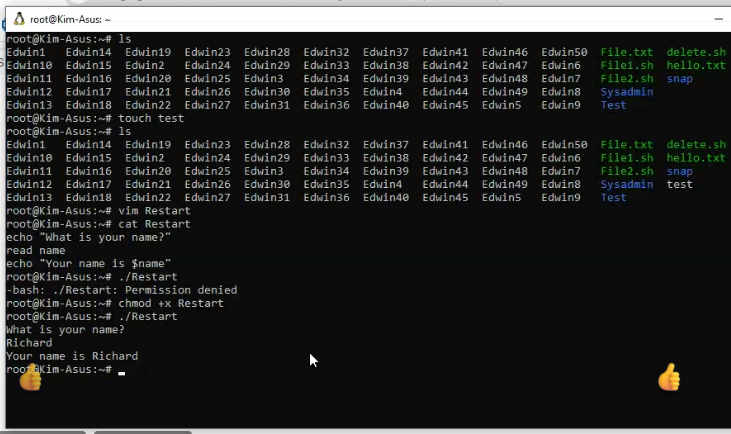 root@Kim-Asus: ~
root@Kim-Asus:~# ls
Edwin1 Edwin14 Edwin19 Edwin23 Edwin28 Edwin32 Edwin37 Edwin41 Edwin46 Edwin50 File.txt delete.sh
Edwin10 Edwin15 Edwin2 Edwin24 Edwin29 Edwin33 Edwin38 Edwin42 Edwin47 Edwin6 File1.sh hello.txt
Edwin11 Edwin16 Edwin20 Edwin25 Edwin3 Edwin34 Edwin39 Edwin43 Edwin48 Edwin7 File2.sh snap
Edwin12 Edwin17 Edwin21 Edwin26 Edwin30 Edwin35 Edwin4 Edwin44 Edwin49 Edwin8 Sysadmin
Edwin13 Edwin18 Edwin22 Edwin27 Edwin31 Edwin36 Edwin40 Edwin45 Edwin5 Edwin9 Test
root@Kim-Asus:~# touch test
root@Kim-Asus:~# ls
Edwin1 Edwin14 Edwin19 Edwin23 Edwin28 Edwin32 Edwin37 Edwin41 Edwin46 Edwin50 File.txt delete.sh
Edwin10 Edwin15 Edwin2 Edwin24 Edwin29 Edwin33 Edwin38 Edwin42 Edwin47 Edwin6 File1.sh hello.txt
Edwin11 Edwin16 Edwin20 Edwin25 Edwin3 Edwin34 Edwin39 Edwin43 Edwin48 Edwin7 File2.sh snap
Edwin12 Edwin17 Edwin21 Edwin26 Edwin30 Edwin35 Edwin4 Edwin44 Edwin49 Edwin8 Sysadmin test
Edwin13 Edwin18 Edwin22 Edwin27 Edwin31 Edwin36 Edwin40 Edwin45 Edwin5 Edwin9 Test
root@Kim-Asus:~# vim Restart
root@Kim-Asus:~# cat Restart
echo "What is your name?"
read name
echo "Your name is $name"
root@Kim-Asus:~# ./Restart
-bash: ./Restart: Permission denied
root@Kim-Asus:~# chmod +x Restart
root@Kim-Asus:~# ./Restart
What is your name?
Richard
Your name is Richard
root@Kim-Asus:~#